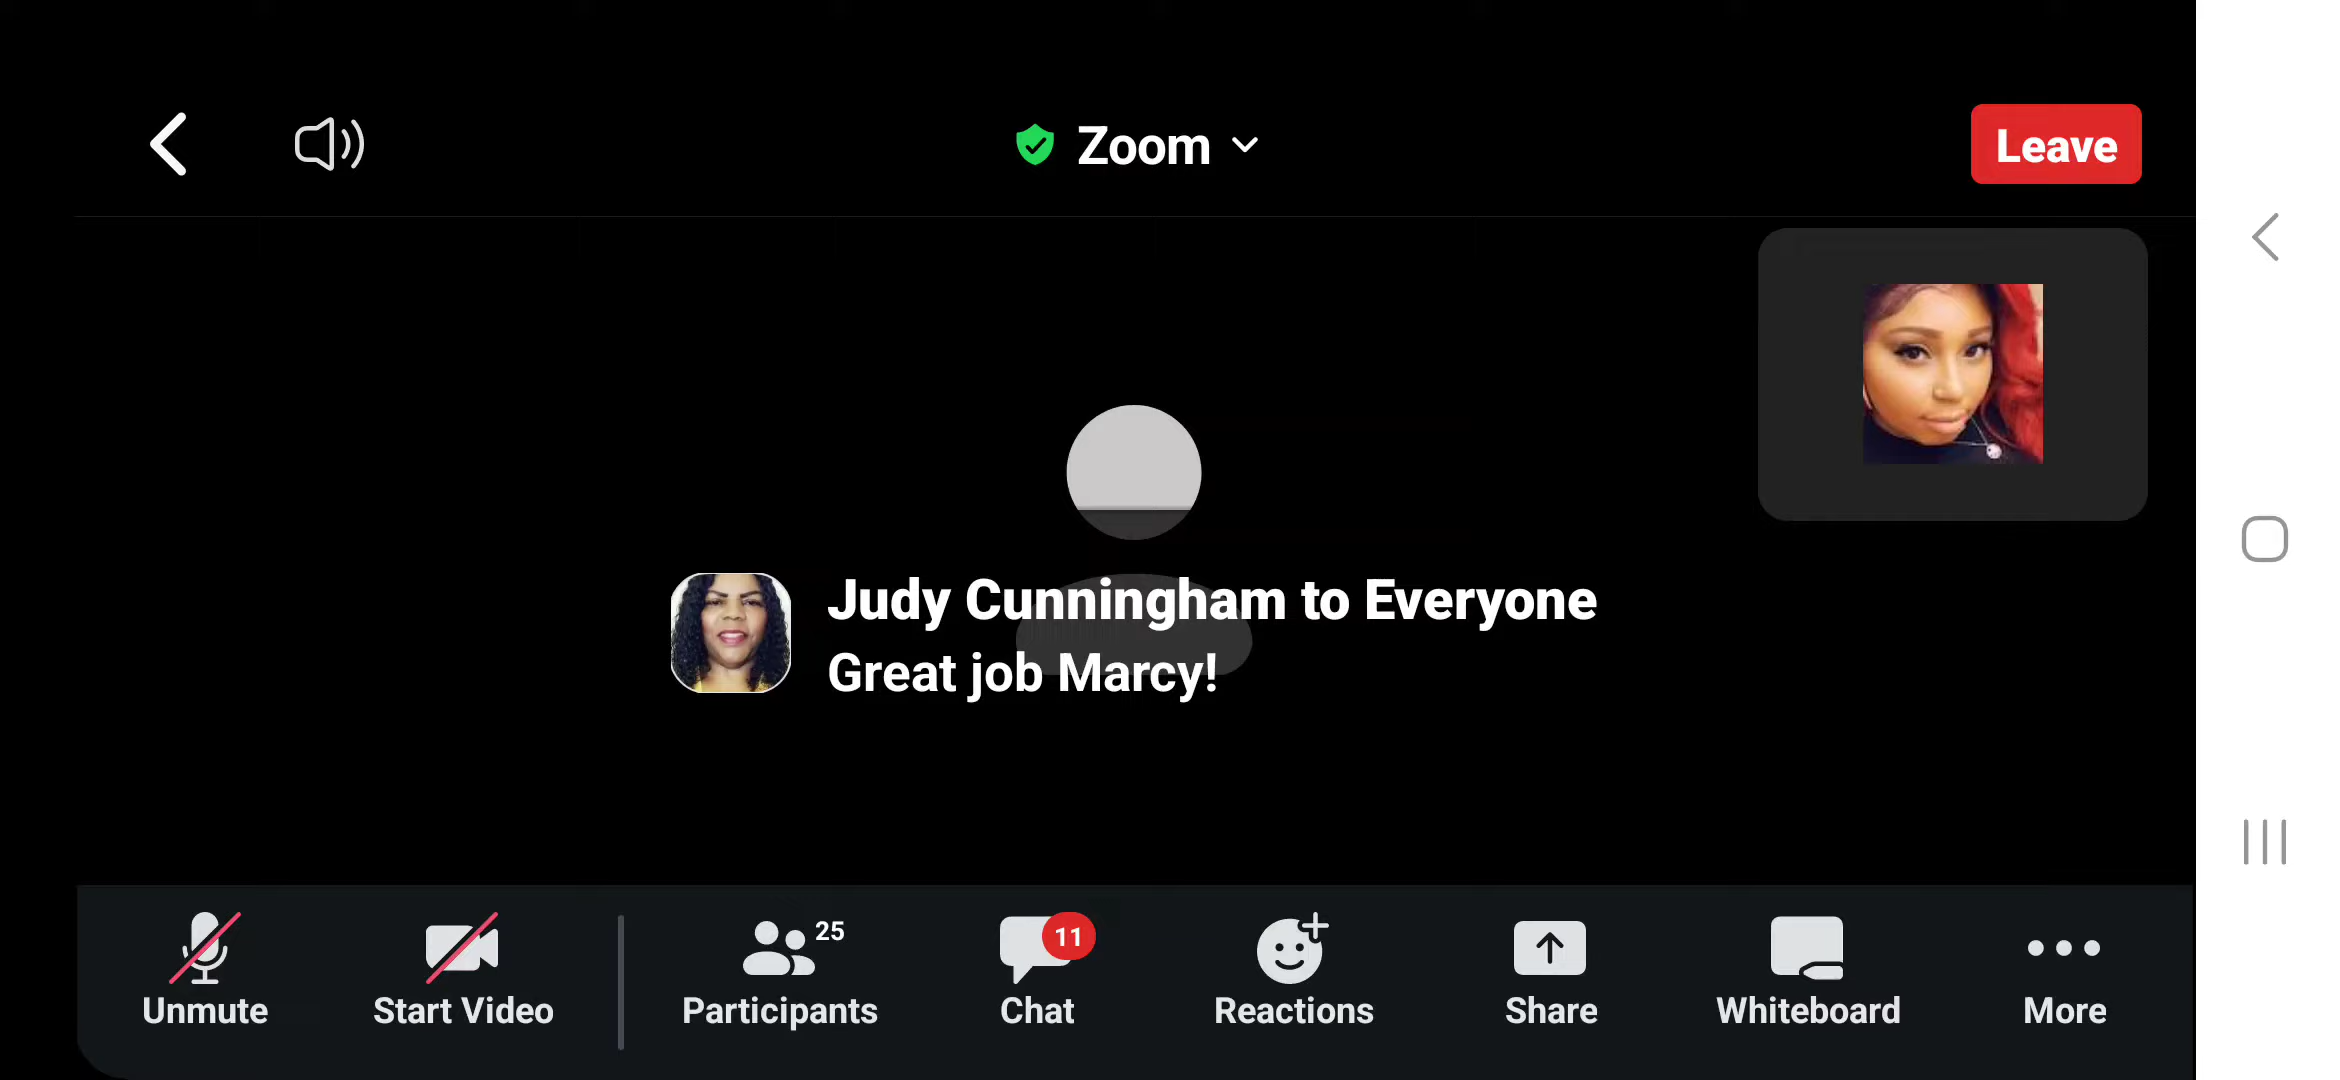 Zoom
Leave
Judy Cunningham to Everyone
Great job Marcy!
25
11
Unmute
Start Video
Participants
Chat
Reactions
Share
Whiteboard
More